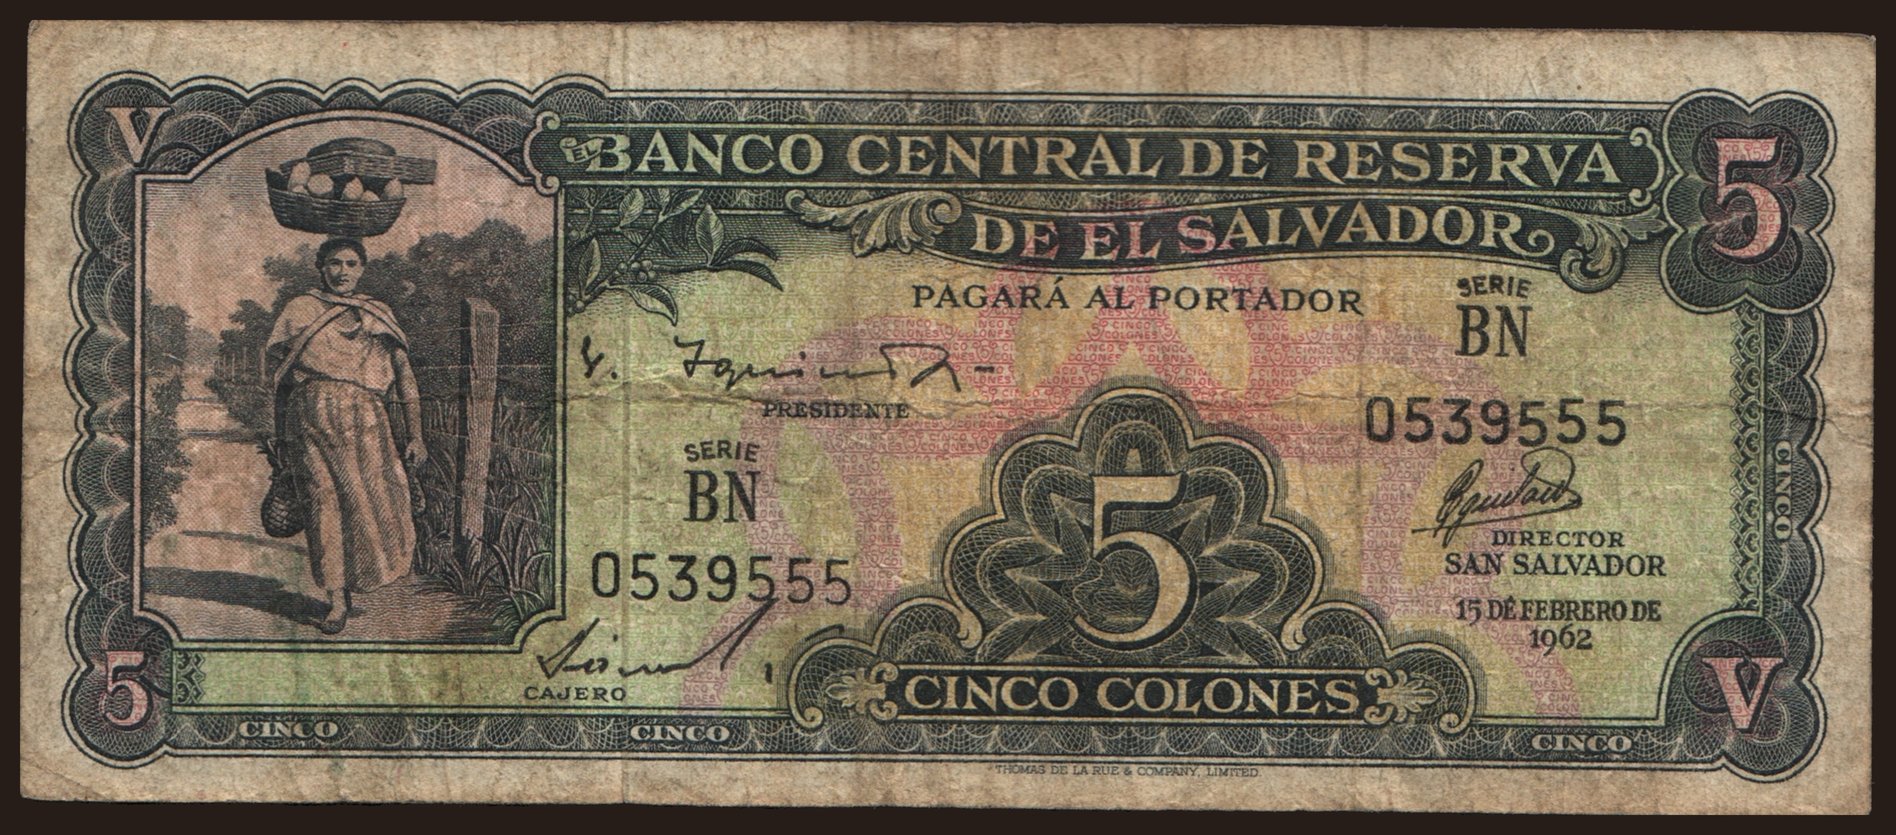 V
EL BANCO CENTRAL DE RESERVA
DE EL SALVADOR
5
PAGARÁ AL PORTADOR
SERIE
BN
0539555
PRESIDENTE
SERIE
BN
0539555
5
DIRECTOR
SAN SALVADOR
15 DE FEBRERO DE
1962
CINCO
CAJERO
CINCO COLONES
5
V
CINCO
CINCO
CINCO
THOMAS DE LA RUE & COMPANY, LIMITED.